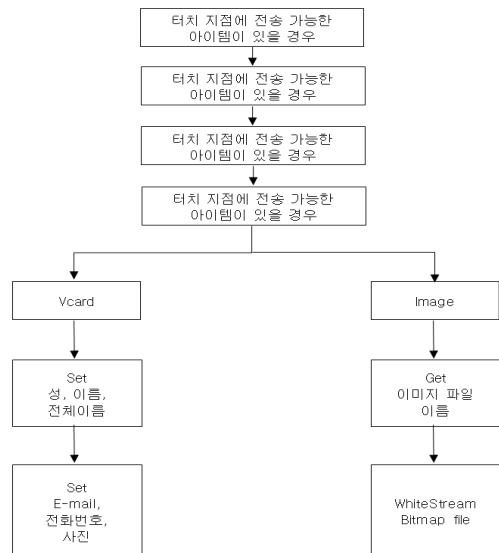 터치 지점에 전송 가능한
아이템이 있을 경우
터치 지점에 전송 가능한
아이템이 있을 경우
터치 지점에 전송 가능한
아이템이 있을 경우
터치 지점에 전송 가능한
아이템이 있을 경우
Vcard
Image
Set
성, 이름,
전체이름
Get
이미지 파일
이름
Set
E-mail,
전화번호,
사진
WhiteStream
Bitmap file